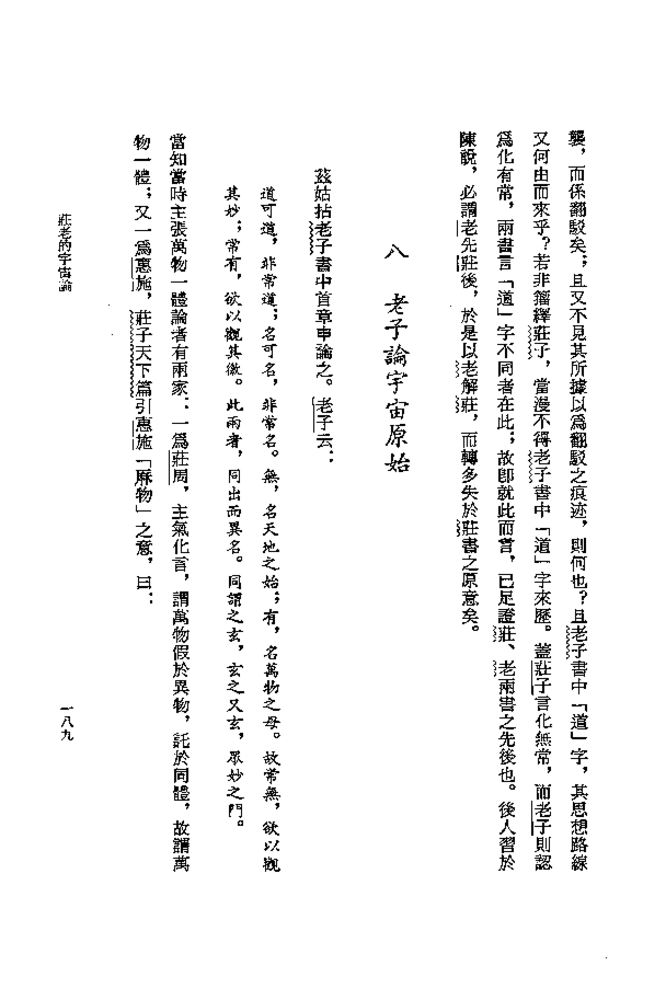 襲，而係翻駁矣；且又不見其所據以爲翻駁之痕迹，則何也？且老子書中「道」字，其思想路線
又何由而來乎？若非籀繹莊子，當漫不得老子書中「道」字來歷。蓋莊子言化無常，而老子則認
爲化有常，兩書言「道」字不同者在此；故卽就此而言，已足證莊、老兩書之先後也。後人習於
陳說，必謂老先莊後，於是以老解莊，而轉多失於莊書之原意矣。
八　老子論宇宙原始
茲姑拈老子書中首章申論之。老子云：
道可道，非常道；名可名，非常名。無，名天地之始；有，名萬物之母。故常無，欲以觀
其妙；常有，欲以觀其徼。此兩者，同出而異名。同謂之玄，玄之又玄，眾妙之門。
當知當時主張萬物一體論者有兩家：一爲莊周，主氣化言，謂萬物假於異物，託於同體，故謂萬
物一體；又一爲惠施，莊子天下篇引惠施「厤物」之意，曰：
莊老的宇宙論
一八九